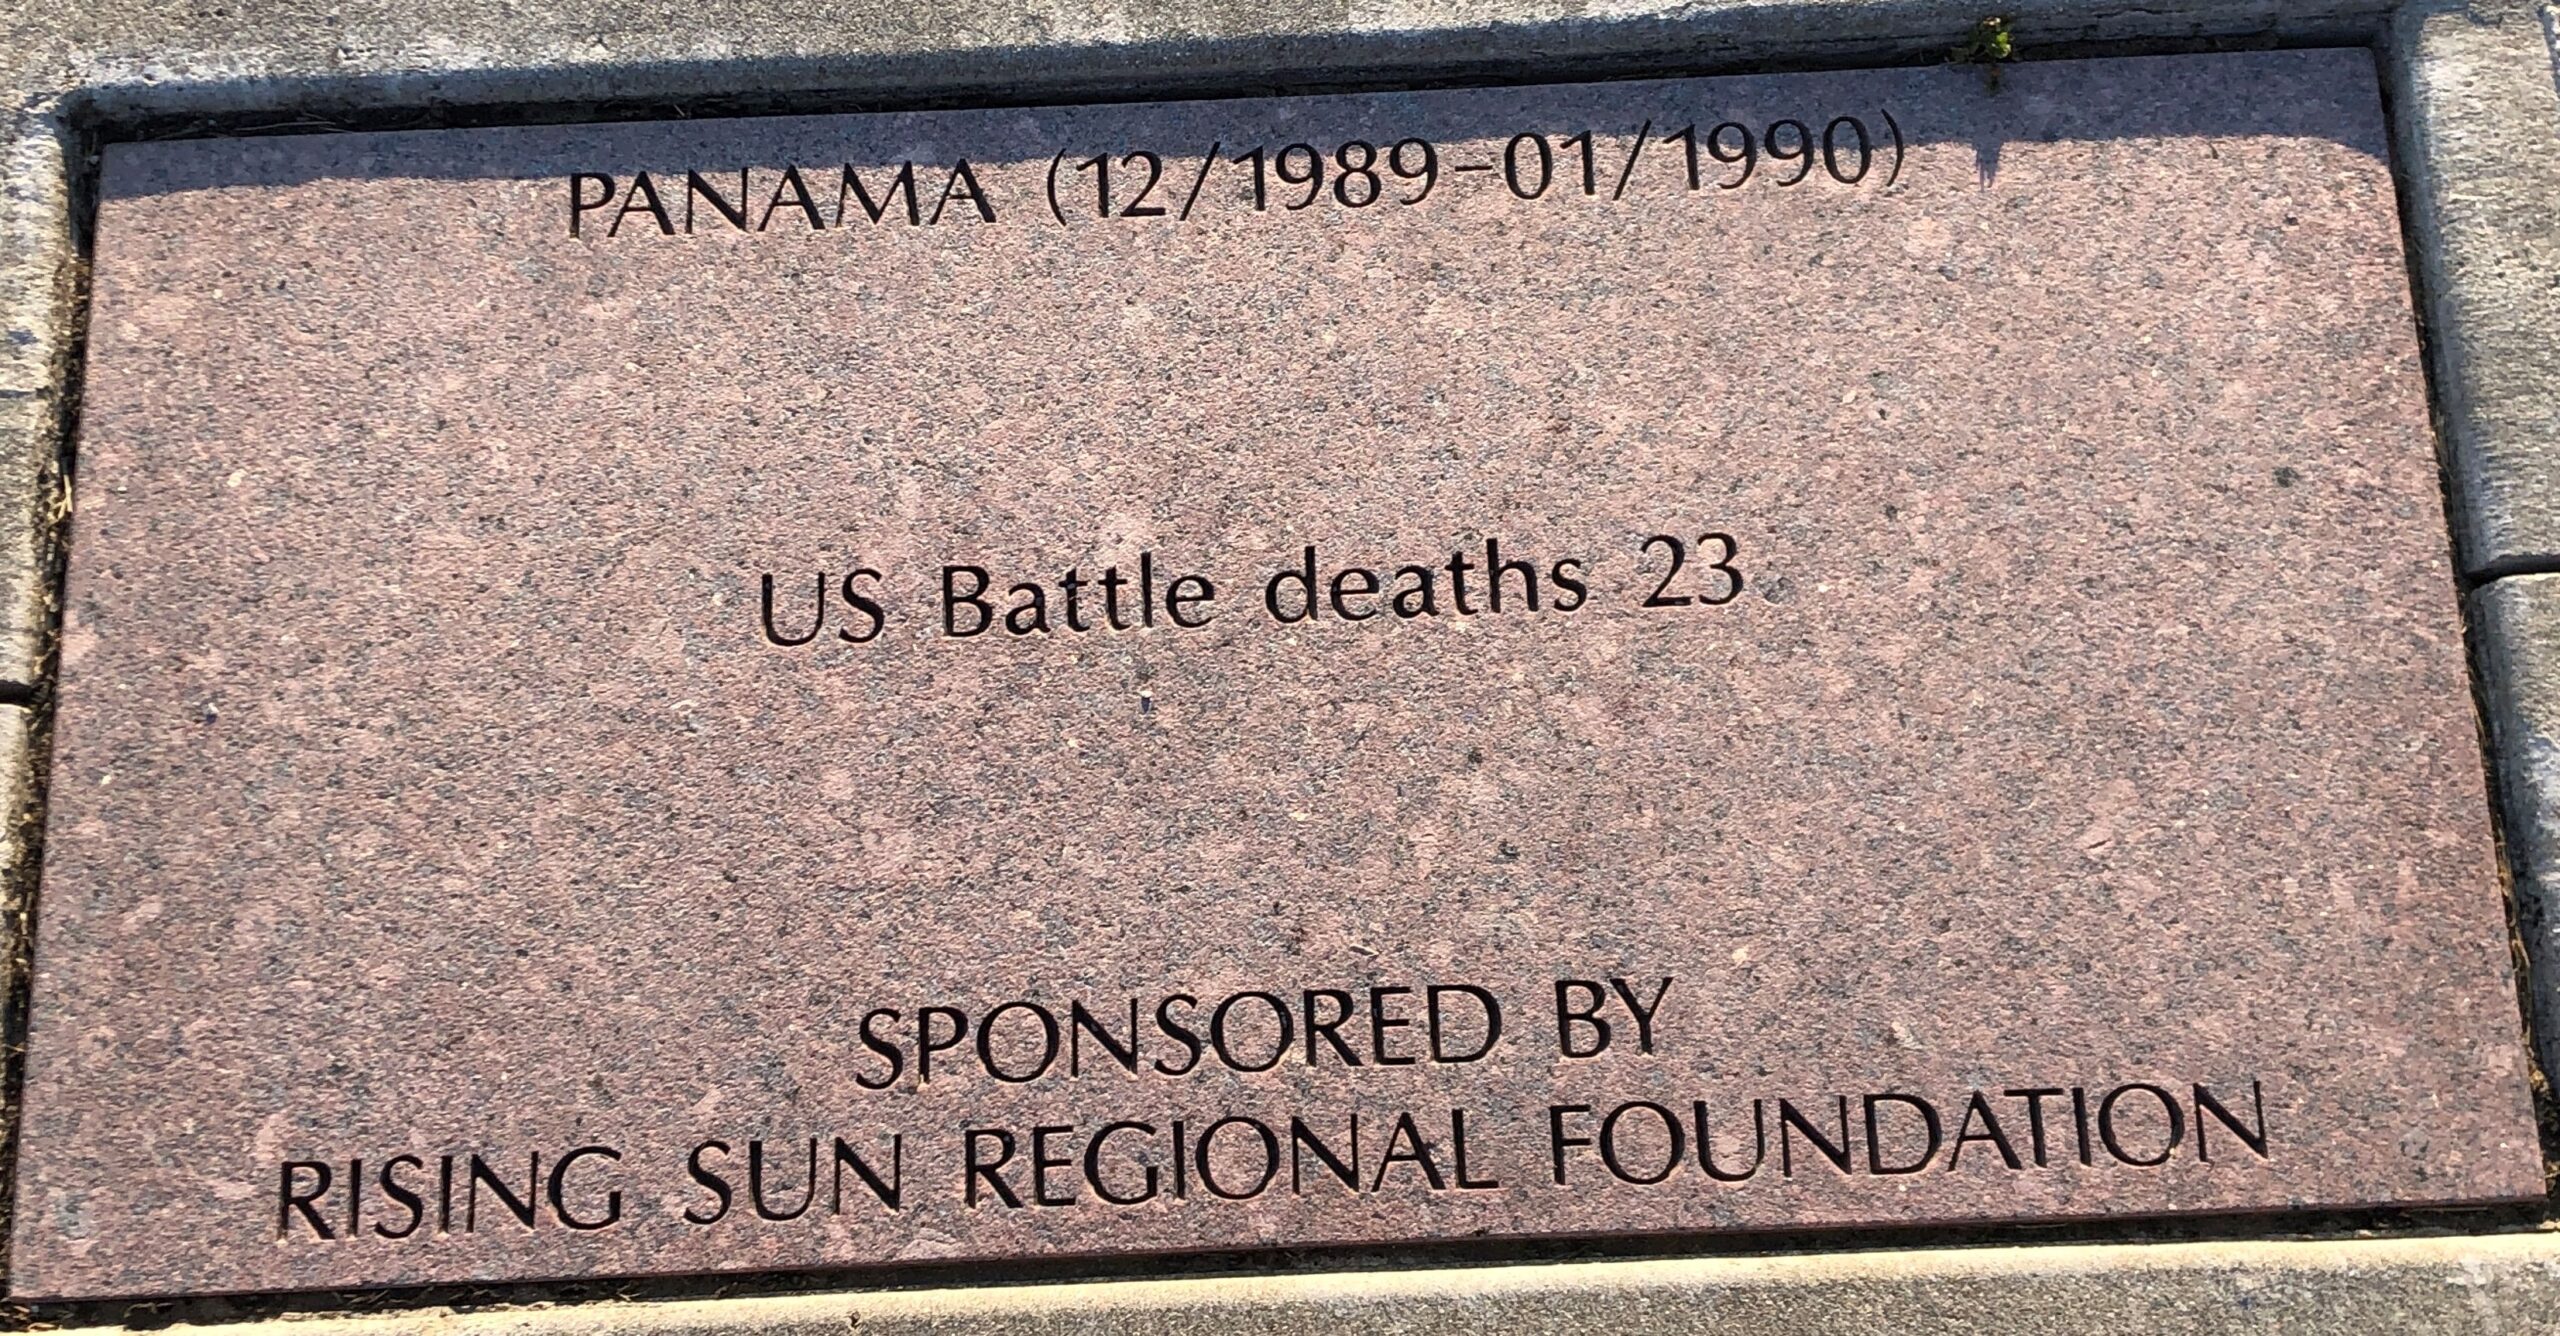 PANAMA (12/1989-01/1990)
US Battle deaths 23
SPONSORED BY
RISING SUN REGIONAL FOUNDATION